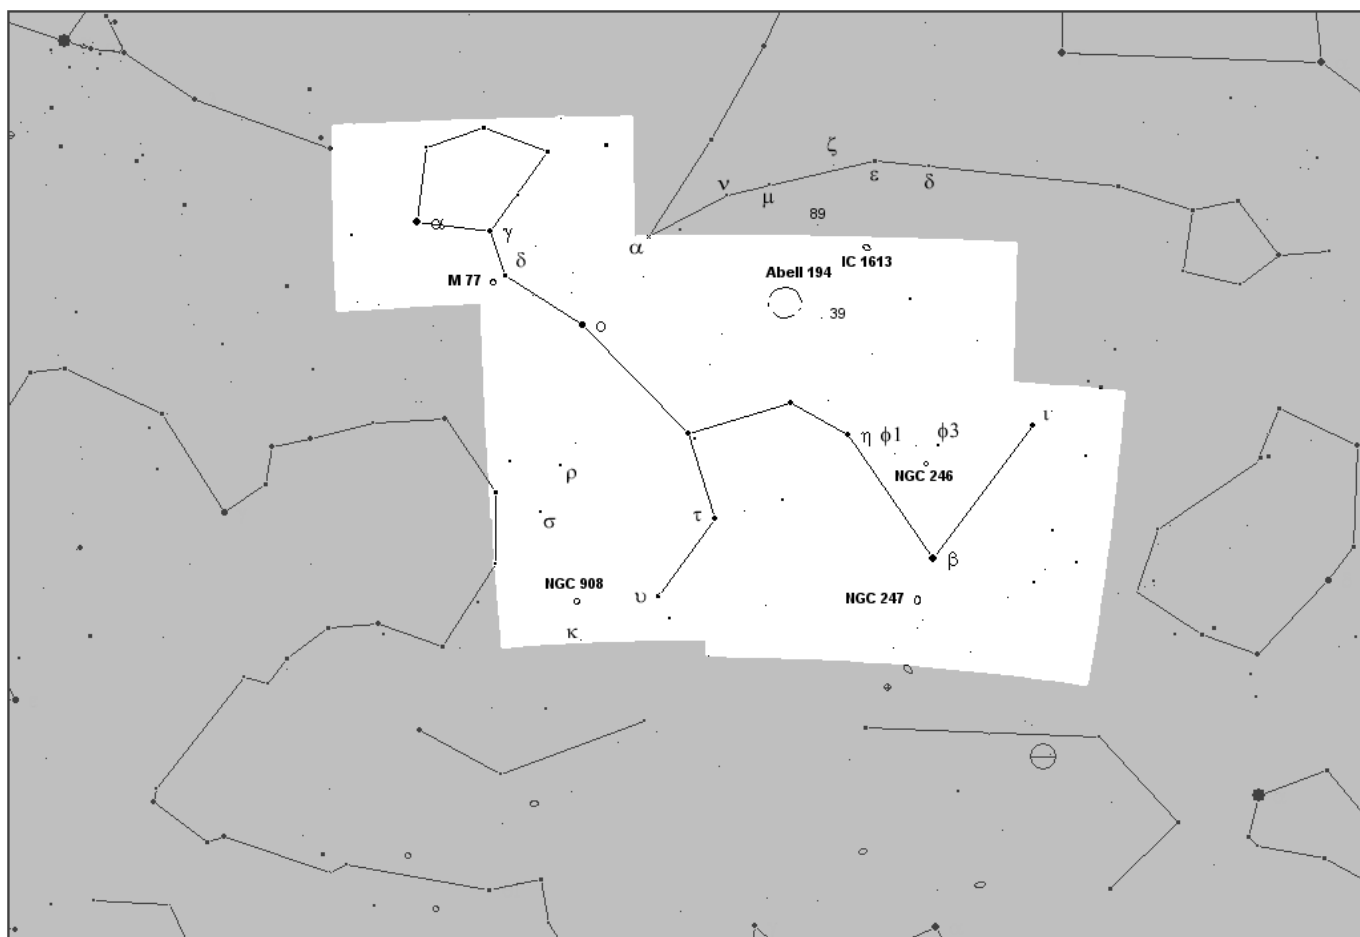 ζ
ν
μ
ε
δ
89
α
γ
α
δ
M 77
IC 1613
Abell 194
39
ο
ι
η
φ1
φ3
ρ
NGC 246
σ
τ
β
NGC 908
υ
NGC 247
κ